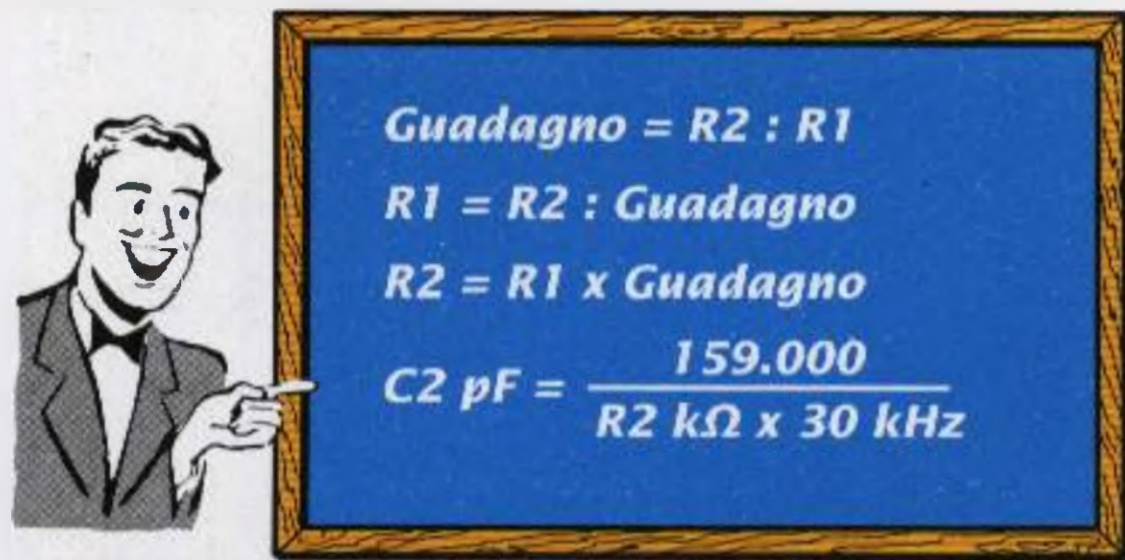 Guadagno = R2 : R1
R1 = R2 : Guadagno
R2 = R1 x Guadagno
C2 pF = 159.000 / R2 kΩ x 30 kHz